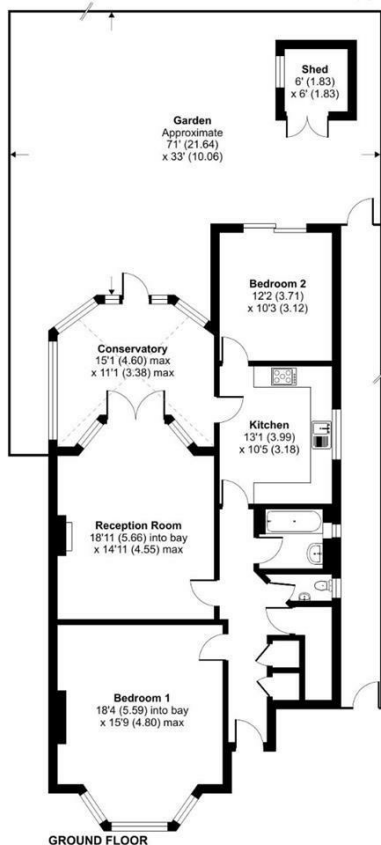 Shed
6' (1.83)
x 6' (1.83)
Garden
Approximate
71' (21.64)
x 33' (10.06)
Bedroom 2
12'2 (3.71)
x 10'3 (3.12)
Conservatory
15'1 (4.60) max
x 11'1 (3.38) max
Kitchen
13'1 (3.99)
x 10'5 (3.18)
Reception Room
18'11 (5.66) into bay
x 14'11 (4.55) max
Bedroom 1
18'4 (5.59) into bay
x 15'9 (4.80) max
GROUND FLOOR